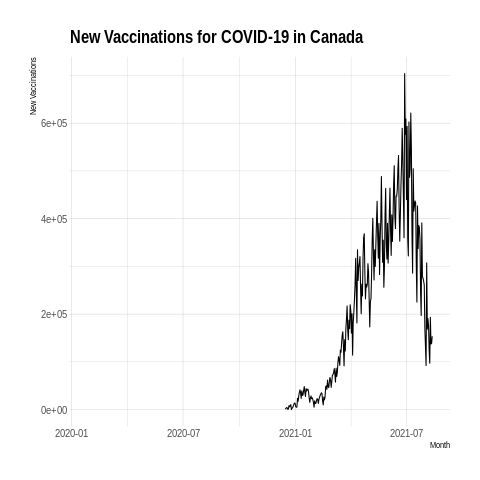 New Vaccinations for COVID-19 in Canada
New Vaccinations
6e+05
4e+05
2e+05
0e+00
2020-01 2020-07 2021-01 2021-07
Month